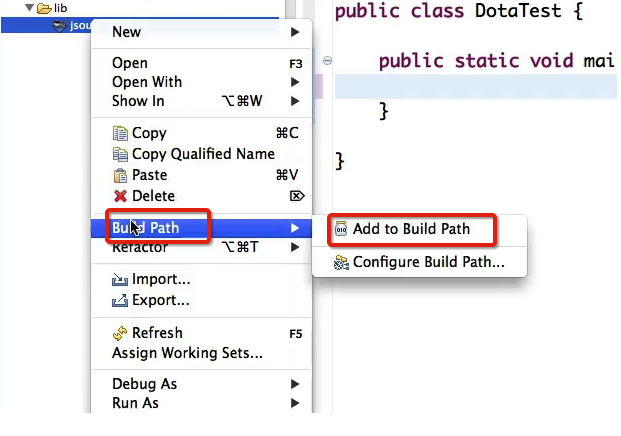 lib
public class DotaTest {
New
Open F3
public static void mai
Open With
Show In ⌥⌘W
}
Copy ⌘C
Copy Qualified Name
}
Paste ⌘V
Delete ⌦
Build Path
Add to Build Path
Refactor ⌥⌘T
Configure Build Path...
Import...
Export...
Refresh F5
Assign Working Sets...
Debug As
Run As